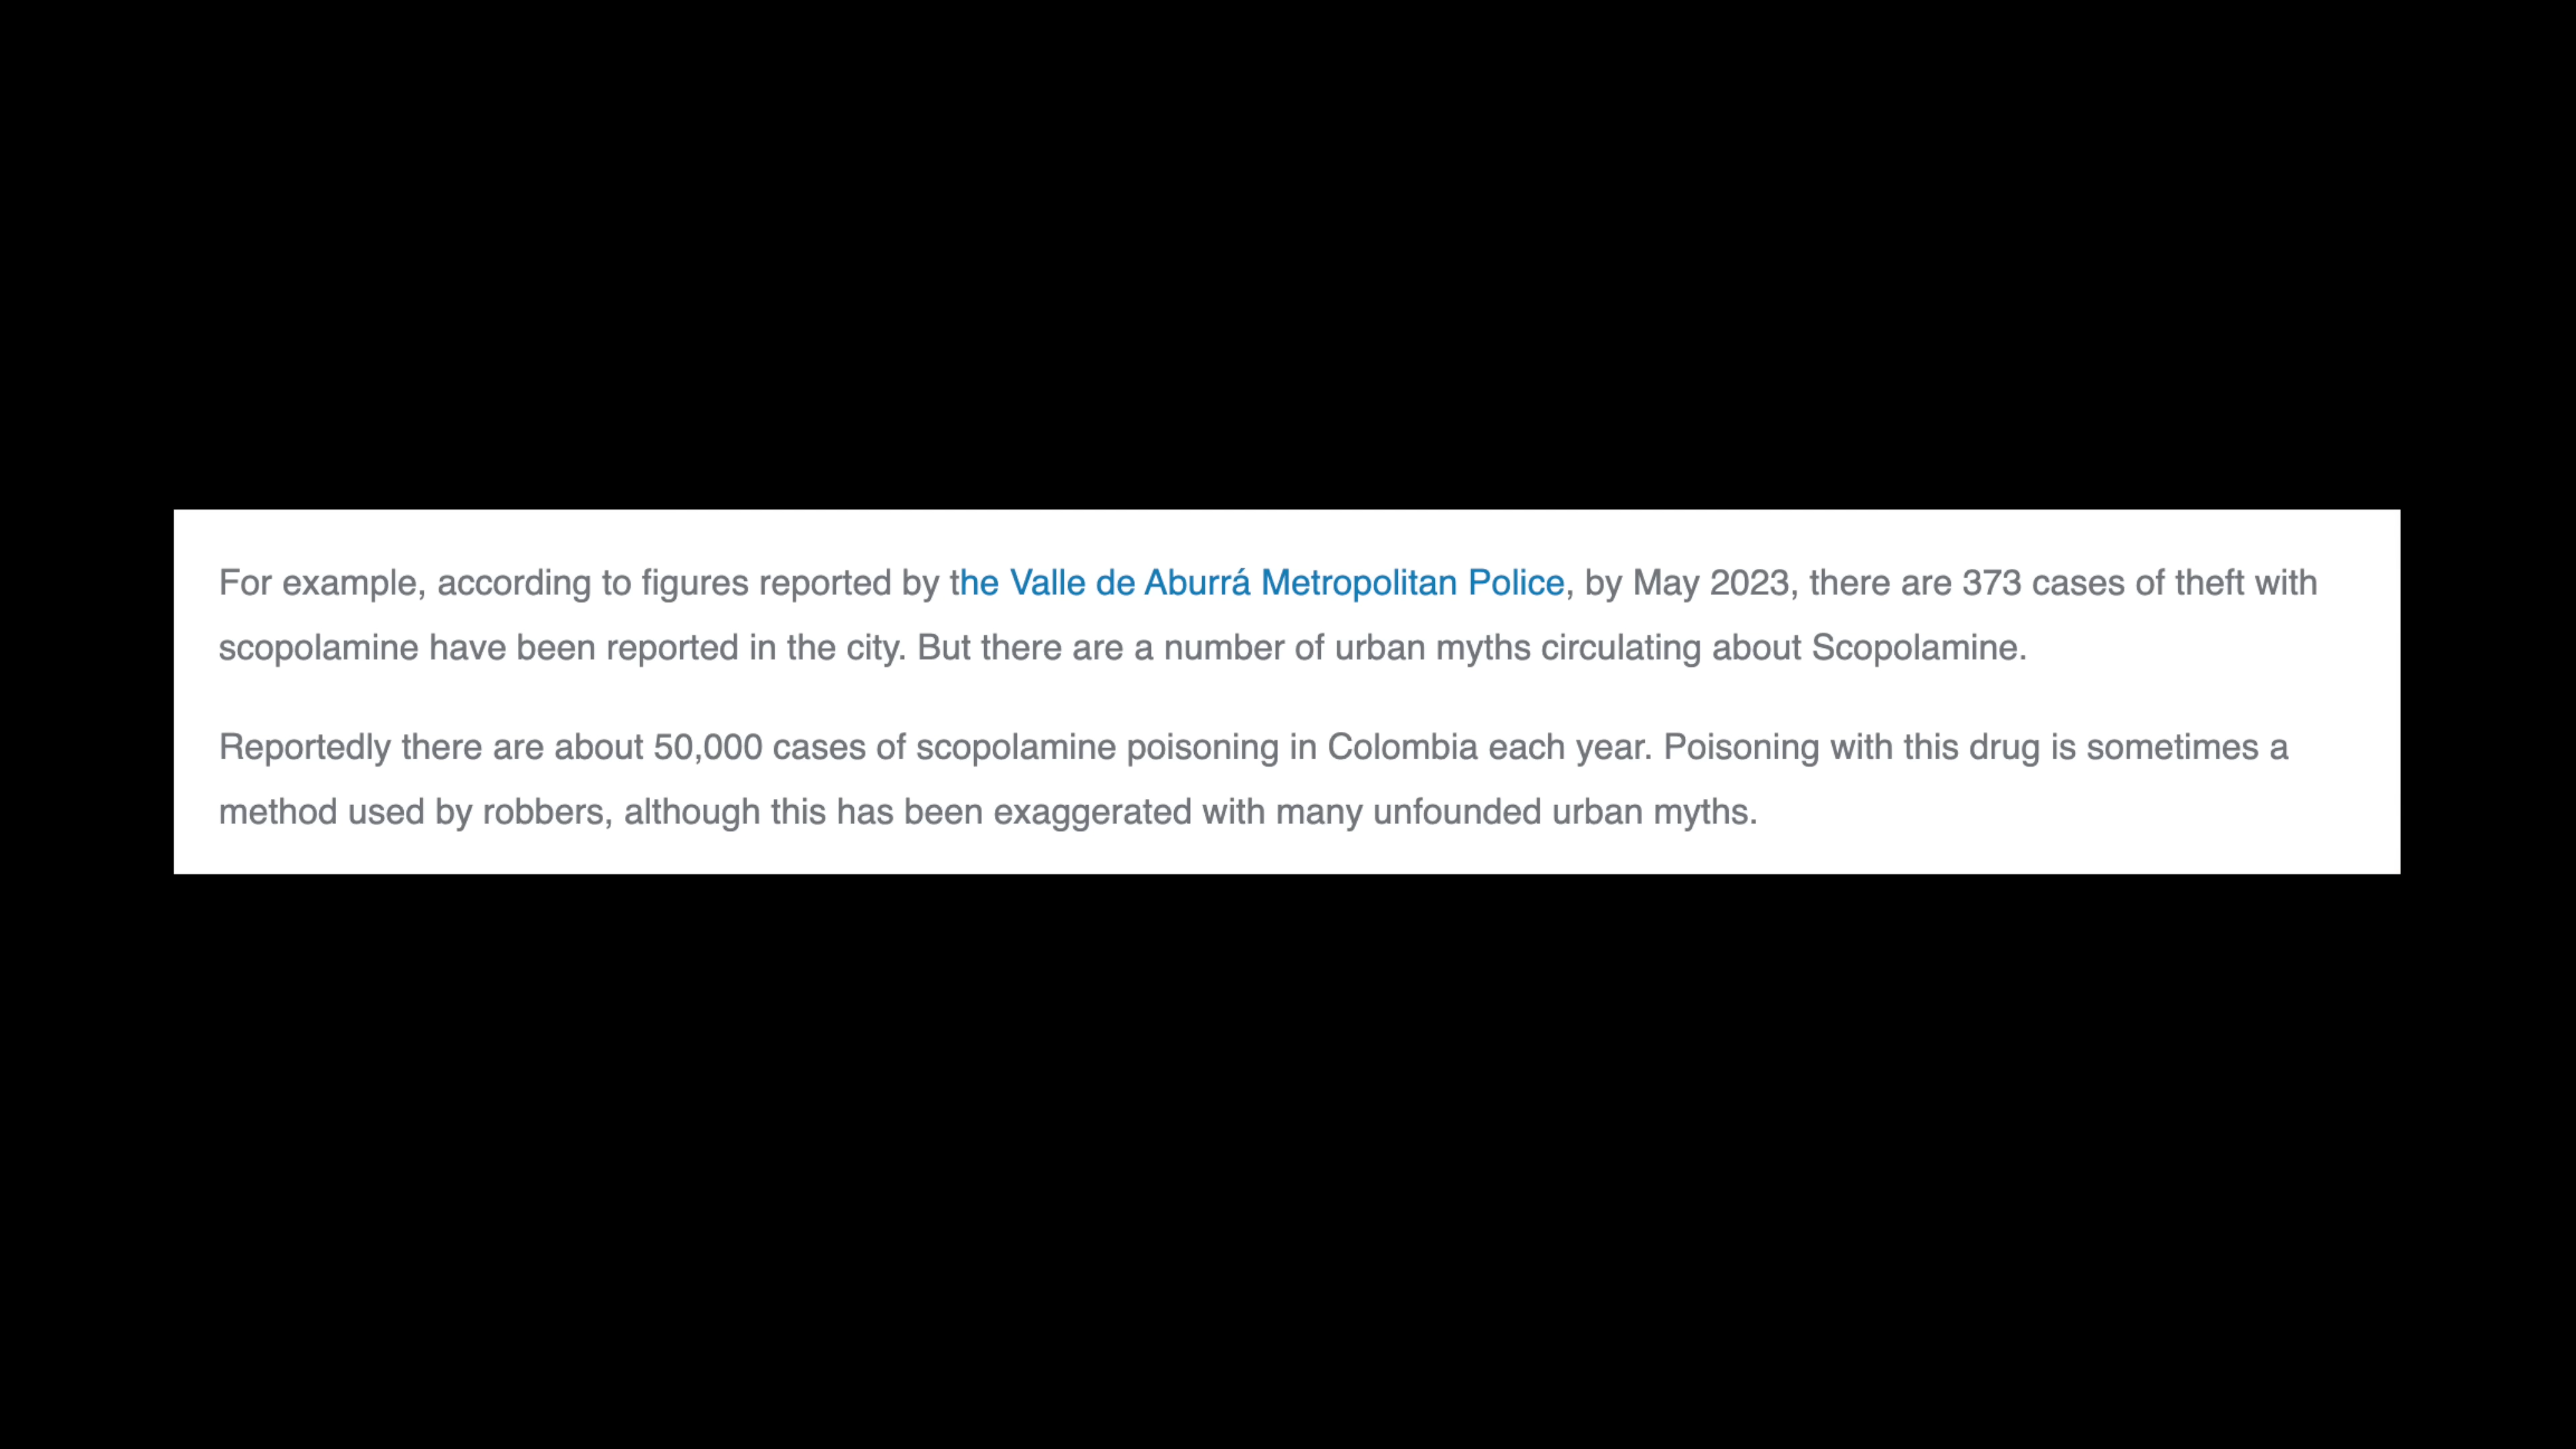 For example, according to figures reported by the Valle de Aburrá Metropolitan Police, by May 2023, there are 373 cases of theft with
scopolamine have been reported in the city. But there are a number of urban myths circulating about Scopolamine.
Reportedly there are about 50,000 cases of scopolamine poisoning in Colombia each year. Poisoning with this drug is sometimes a
method used by robbers, although this has been exaggerated with many unfounded urban myths.